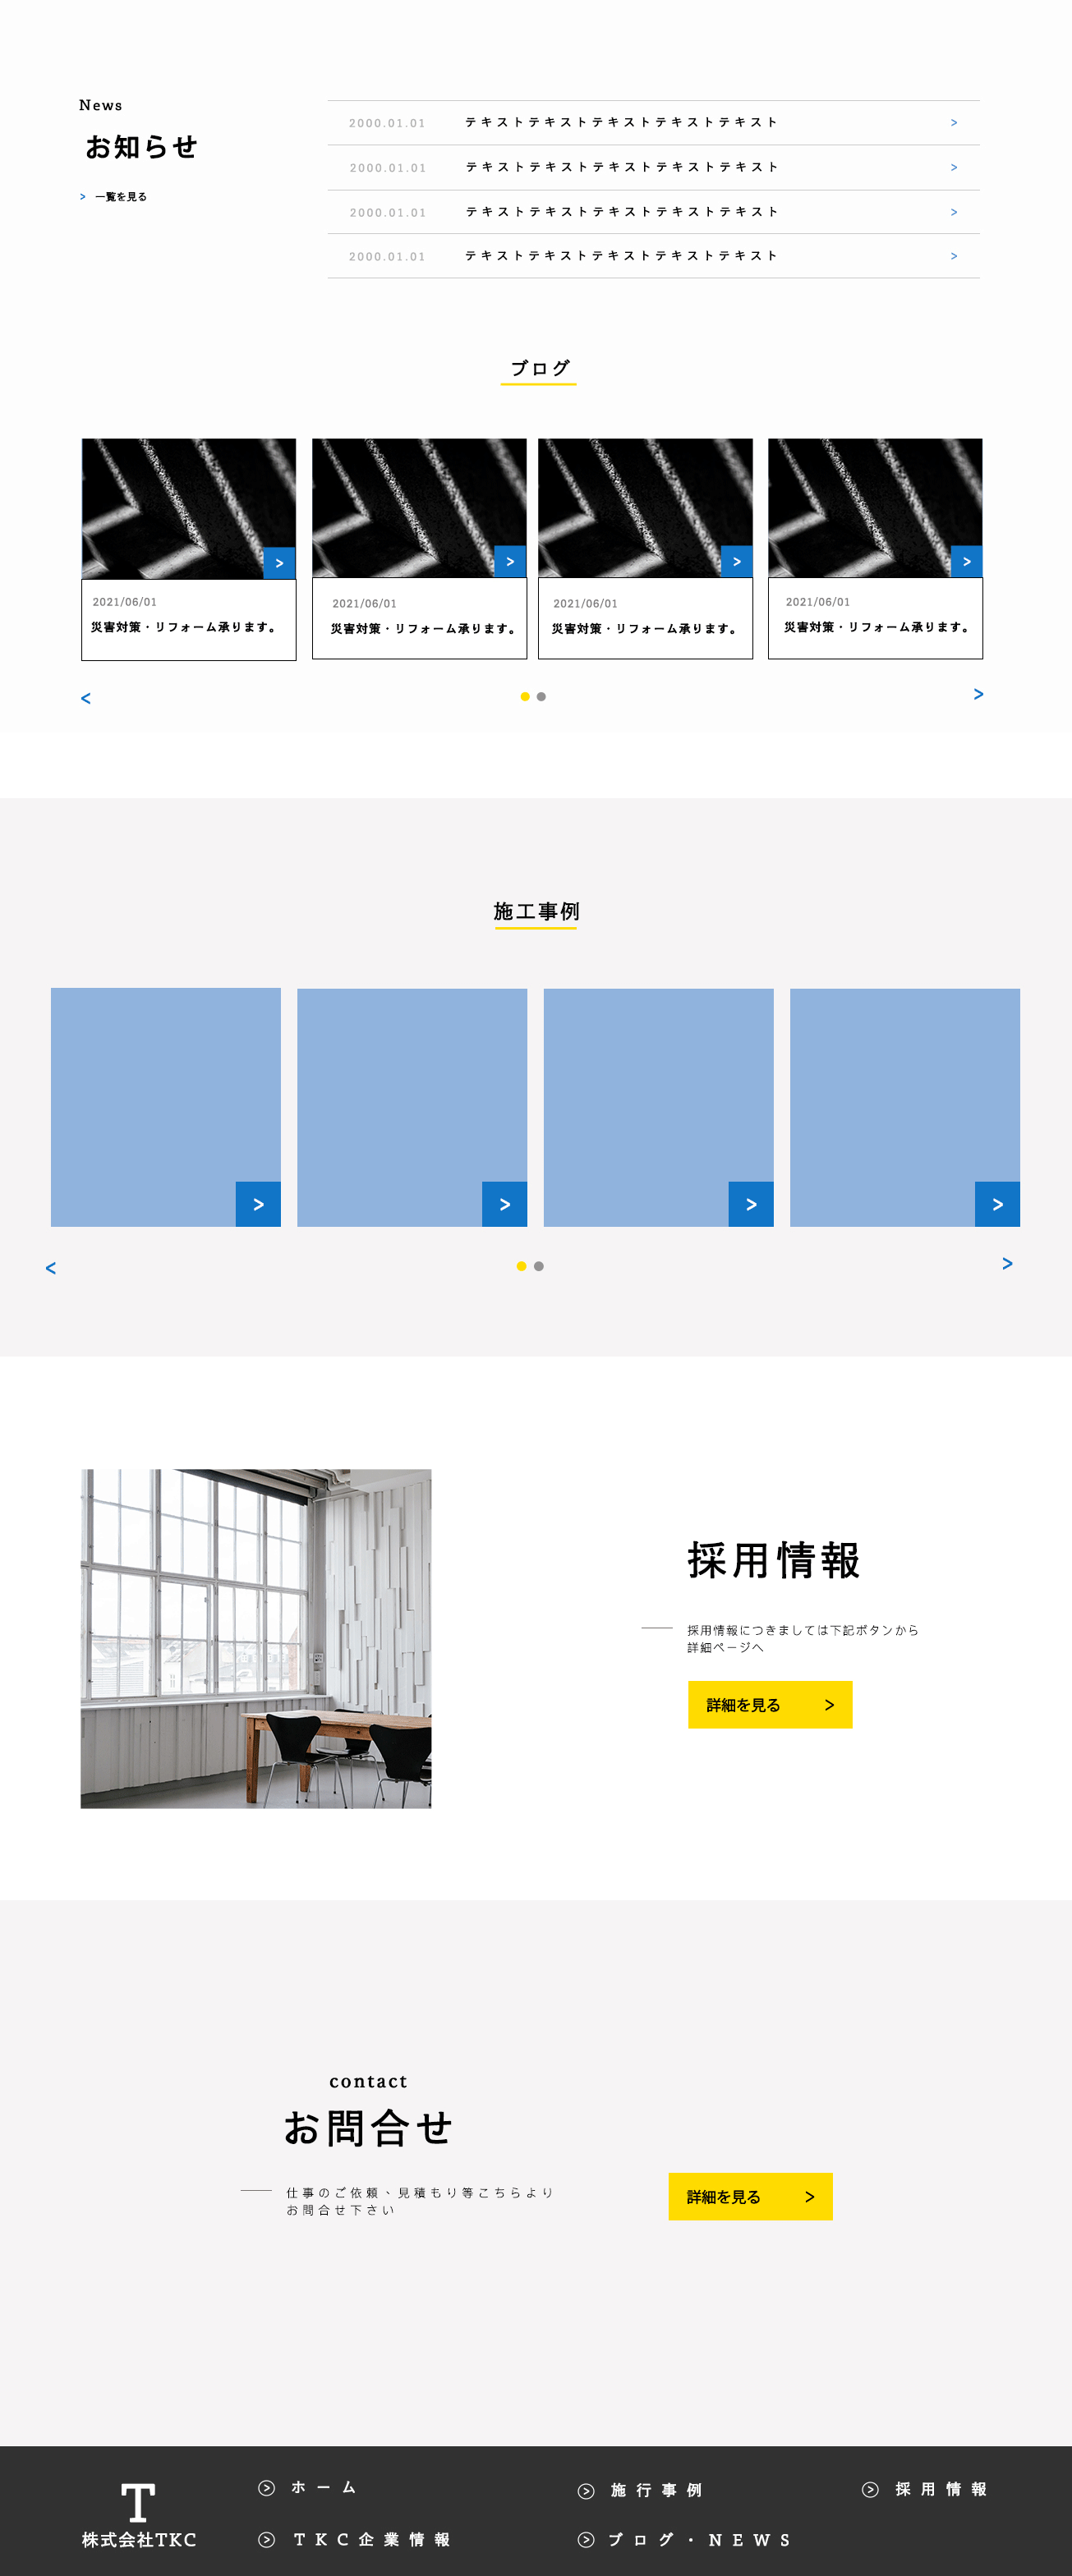 News
お知らせ
> 一覧を見る
2000.01.01 テキストテキストテキストテキストテキスト >
2000.01.01 テキストテキストテキストテキストテキスト >
2000.01.01 テキストテキストテキストテキストテキスト >
2000.01.01 テキストテキストテキストテキストテキスト >
ブログ
> > > >
2021/06/01 2021/06/01 2021/06/01 2021/06/01
災害対策・リフォーム承ります。 災害対策・リフォーム承ります。 災害対策・リフォーム承ります。 災害対策・リフォーム承ります。
< >
施工事例
> > > >
< >
採用情報
採用情報につきましては下記ボタンから
詳細ページへ
詳細を見る >
contact
お問合せ
仕事のご依頼、見積もり等こちらより
お問合せ下さい
詳細を見る >
T
株式会社TKC
> ホーム
> 施行事例
> 採用情報
> TKC企業情報
> ブログ・NEWS